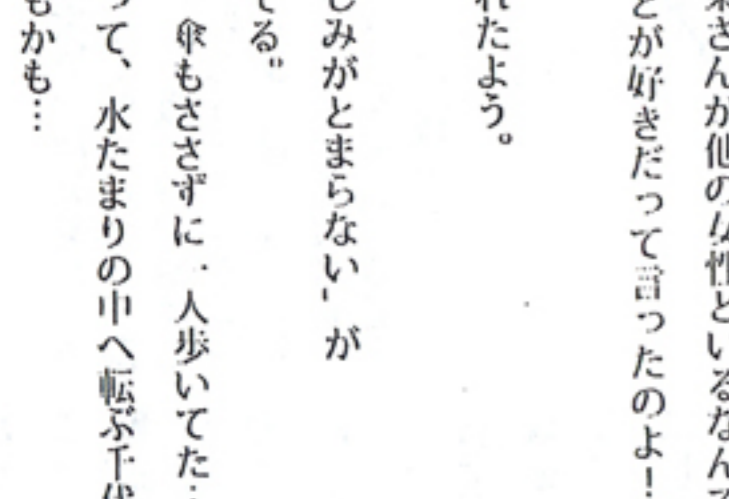 さんが他の女性といるなんて
とが好きだって言ったのよ!
れたよう。
しみがとまらない」が
てる。"
傘もささずに一人歩いてた…
って、水たまりの中へ転ぶ千代
もかも…